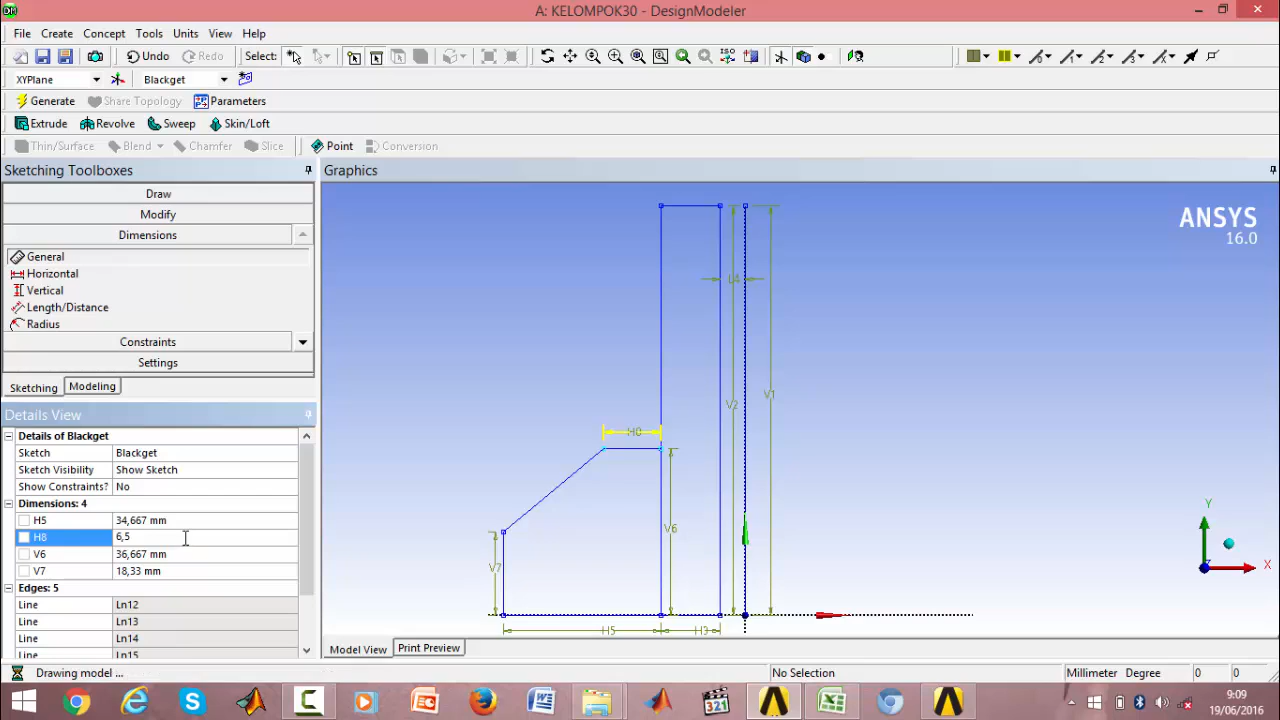 A: KELOMPOK30 - DesignModeler
File Create Concept Tools Units View Help
Undo Redo Select:
XYPlane Blackget
Generate Share Topology Parameters
Extrude Revolve Sweep Skin/Loft
Thin/Surface Blend Chamfer Slice Point Conversion
Sketching Toolboxes
Draw
Modify
Dimensions
General
Horizontal
Vertical
Length/Distance
Radius
Constraints
Settings
Sketching Modeling
Details View
Details of Blackget
Sketch Blackget
Sketch Visibility Show Sketch
Show Constraints? No
Dimensions: 4
H5 34,667 mm
H8 6,5
V6 36,667 mm
V7 18,33 mm
Edges: 5
Line Ln12
Line Ln13
Line Ln14
Line Ln15
Graphics
ANSYS
16.0
L4
V1
V2
V6
V7
H5 H3
Y
X
Model View Print Preview
Drawing model ... No Selection Millimeter Degree 0 0
9:09
19/06/2016